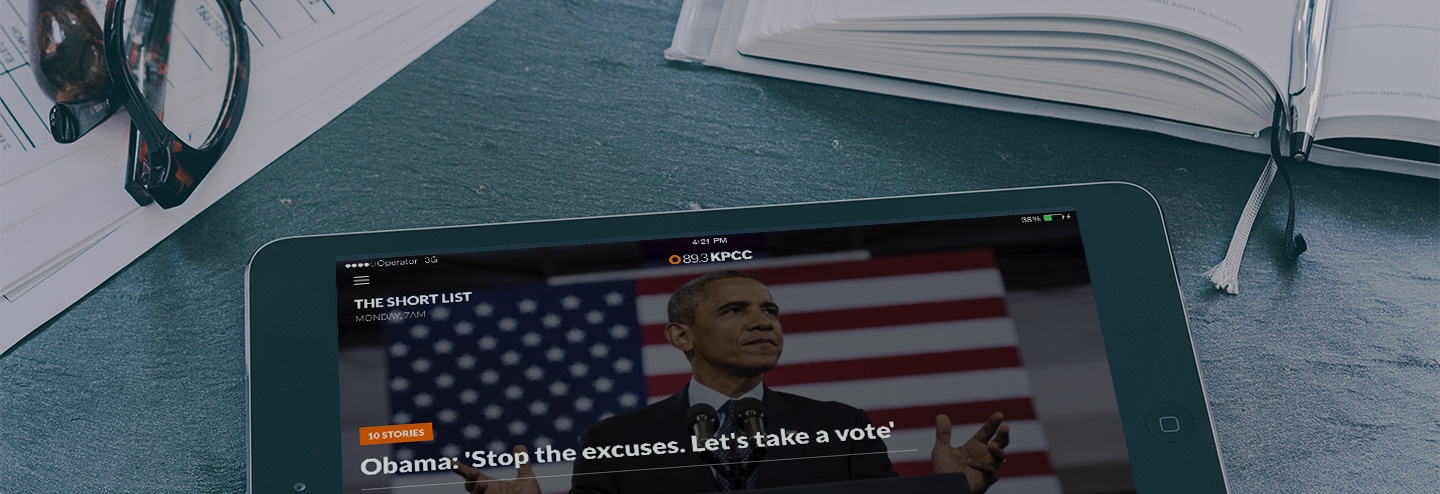 ●●●●○Operator 3G
4:21 PM
38%
89.3 KPCC
THE SHORT LIST
MONDAY, 7AM
10 STORIES
Obama: 'Stop the excuses. Let's take a vote'